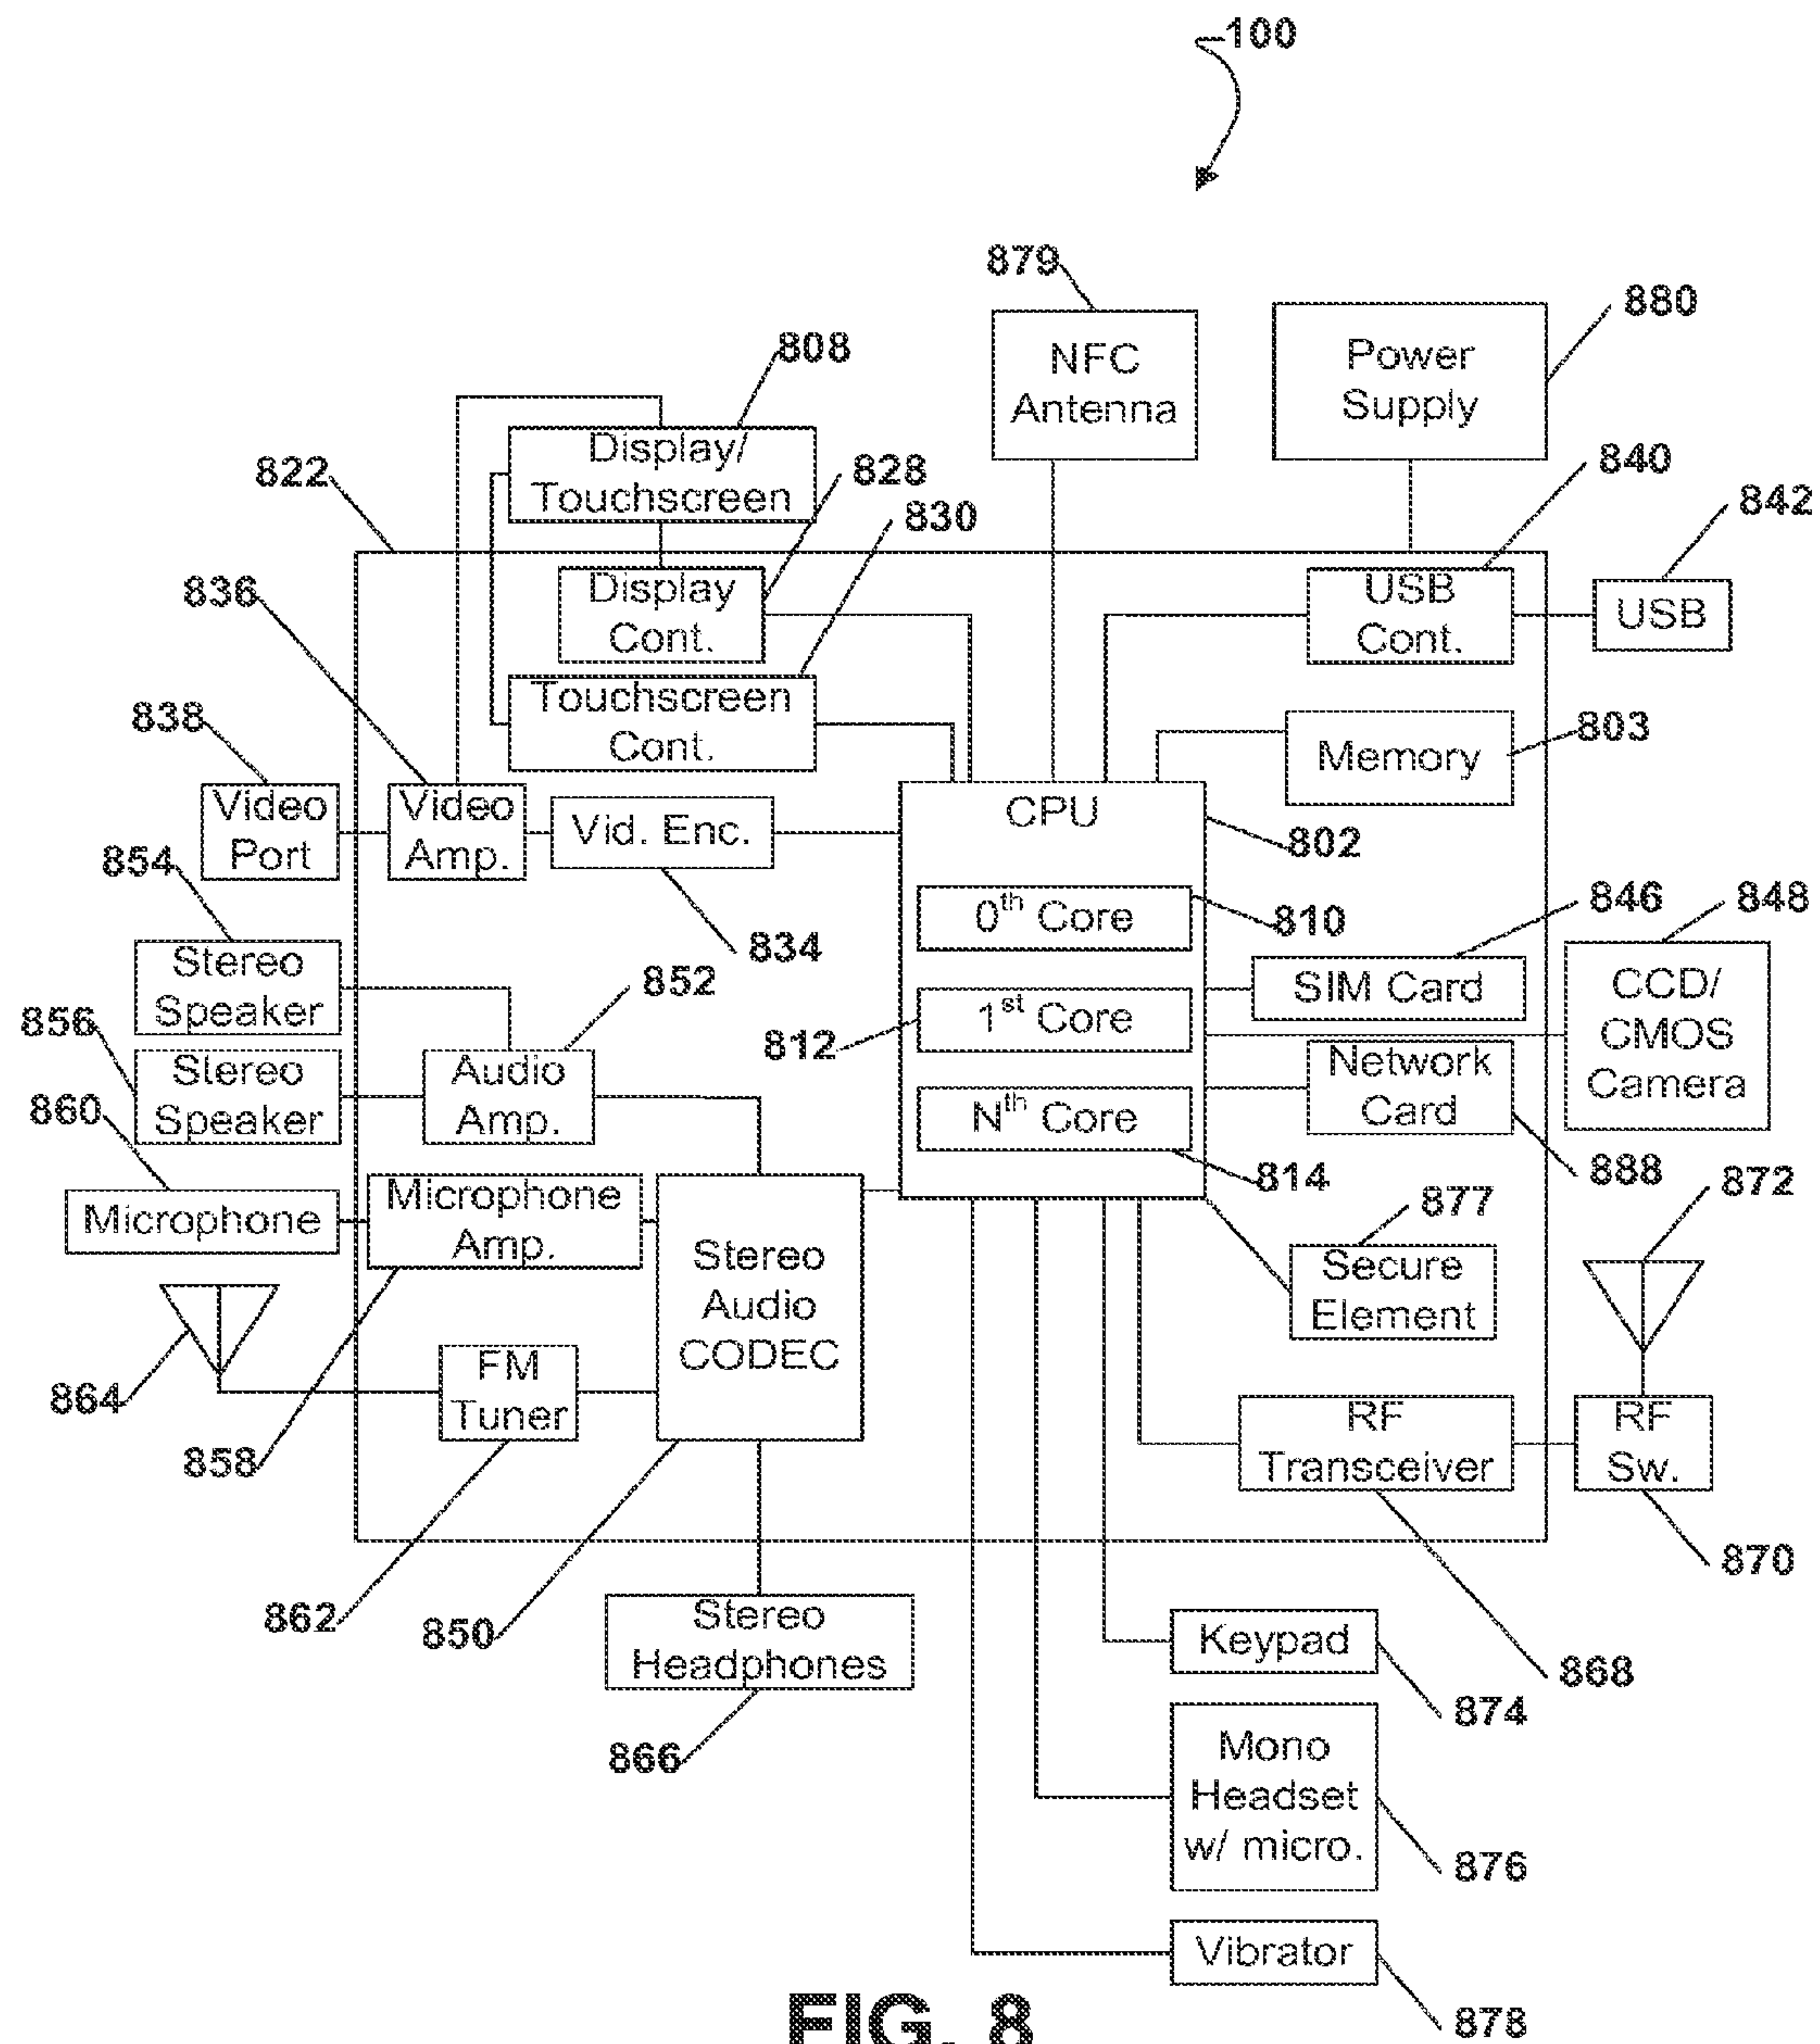 100
879
NFC
Antenna
880
Power
Supply
808
Display/
Touchscreen
822
828
830
840
842
836
Display
Cont.
USB
Cont.
USB
838
Touchscreen
Cont.
Memory
803
Video
Port
Video
Amp.
Vid. Enc.
CPU
802
854
834
0th Core
810
846
848
Stereo
Speaker
852
SIM Card
CCD/
CMOS
Camera
856
812
1st Core
Stereo
Speaker
Audio
Amp.
Network
Card
860
Nth Core
814
888
872
Microphone
Microphone
Amp.
Stereo
Audio
CODEC
877
Secure
Element
864
FM
Tuner
858
RF
Transceiver
RF
Sw.
870
862
850
Stereo
Headphones
Keypad
868
874
866
Mono
Headset
w/ micro.
876
Vibrator
878
FIG. 8